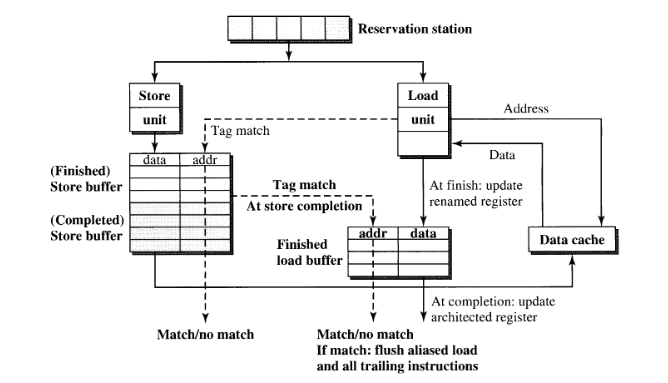 Reservation station
Store
unit
Load
unit
Address
Tag match
Data
data addr
(Finished)
Store buffer
Tag match
At store completion
At finish: update
renamed register
(Completed)
Store buffer
addr data
Finished
load buffer
Data cache
At completion: update
architected register
Match/no match
Match/no match
If match: flush aliased load
and all trailing instructions